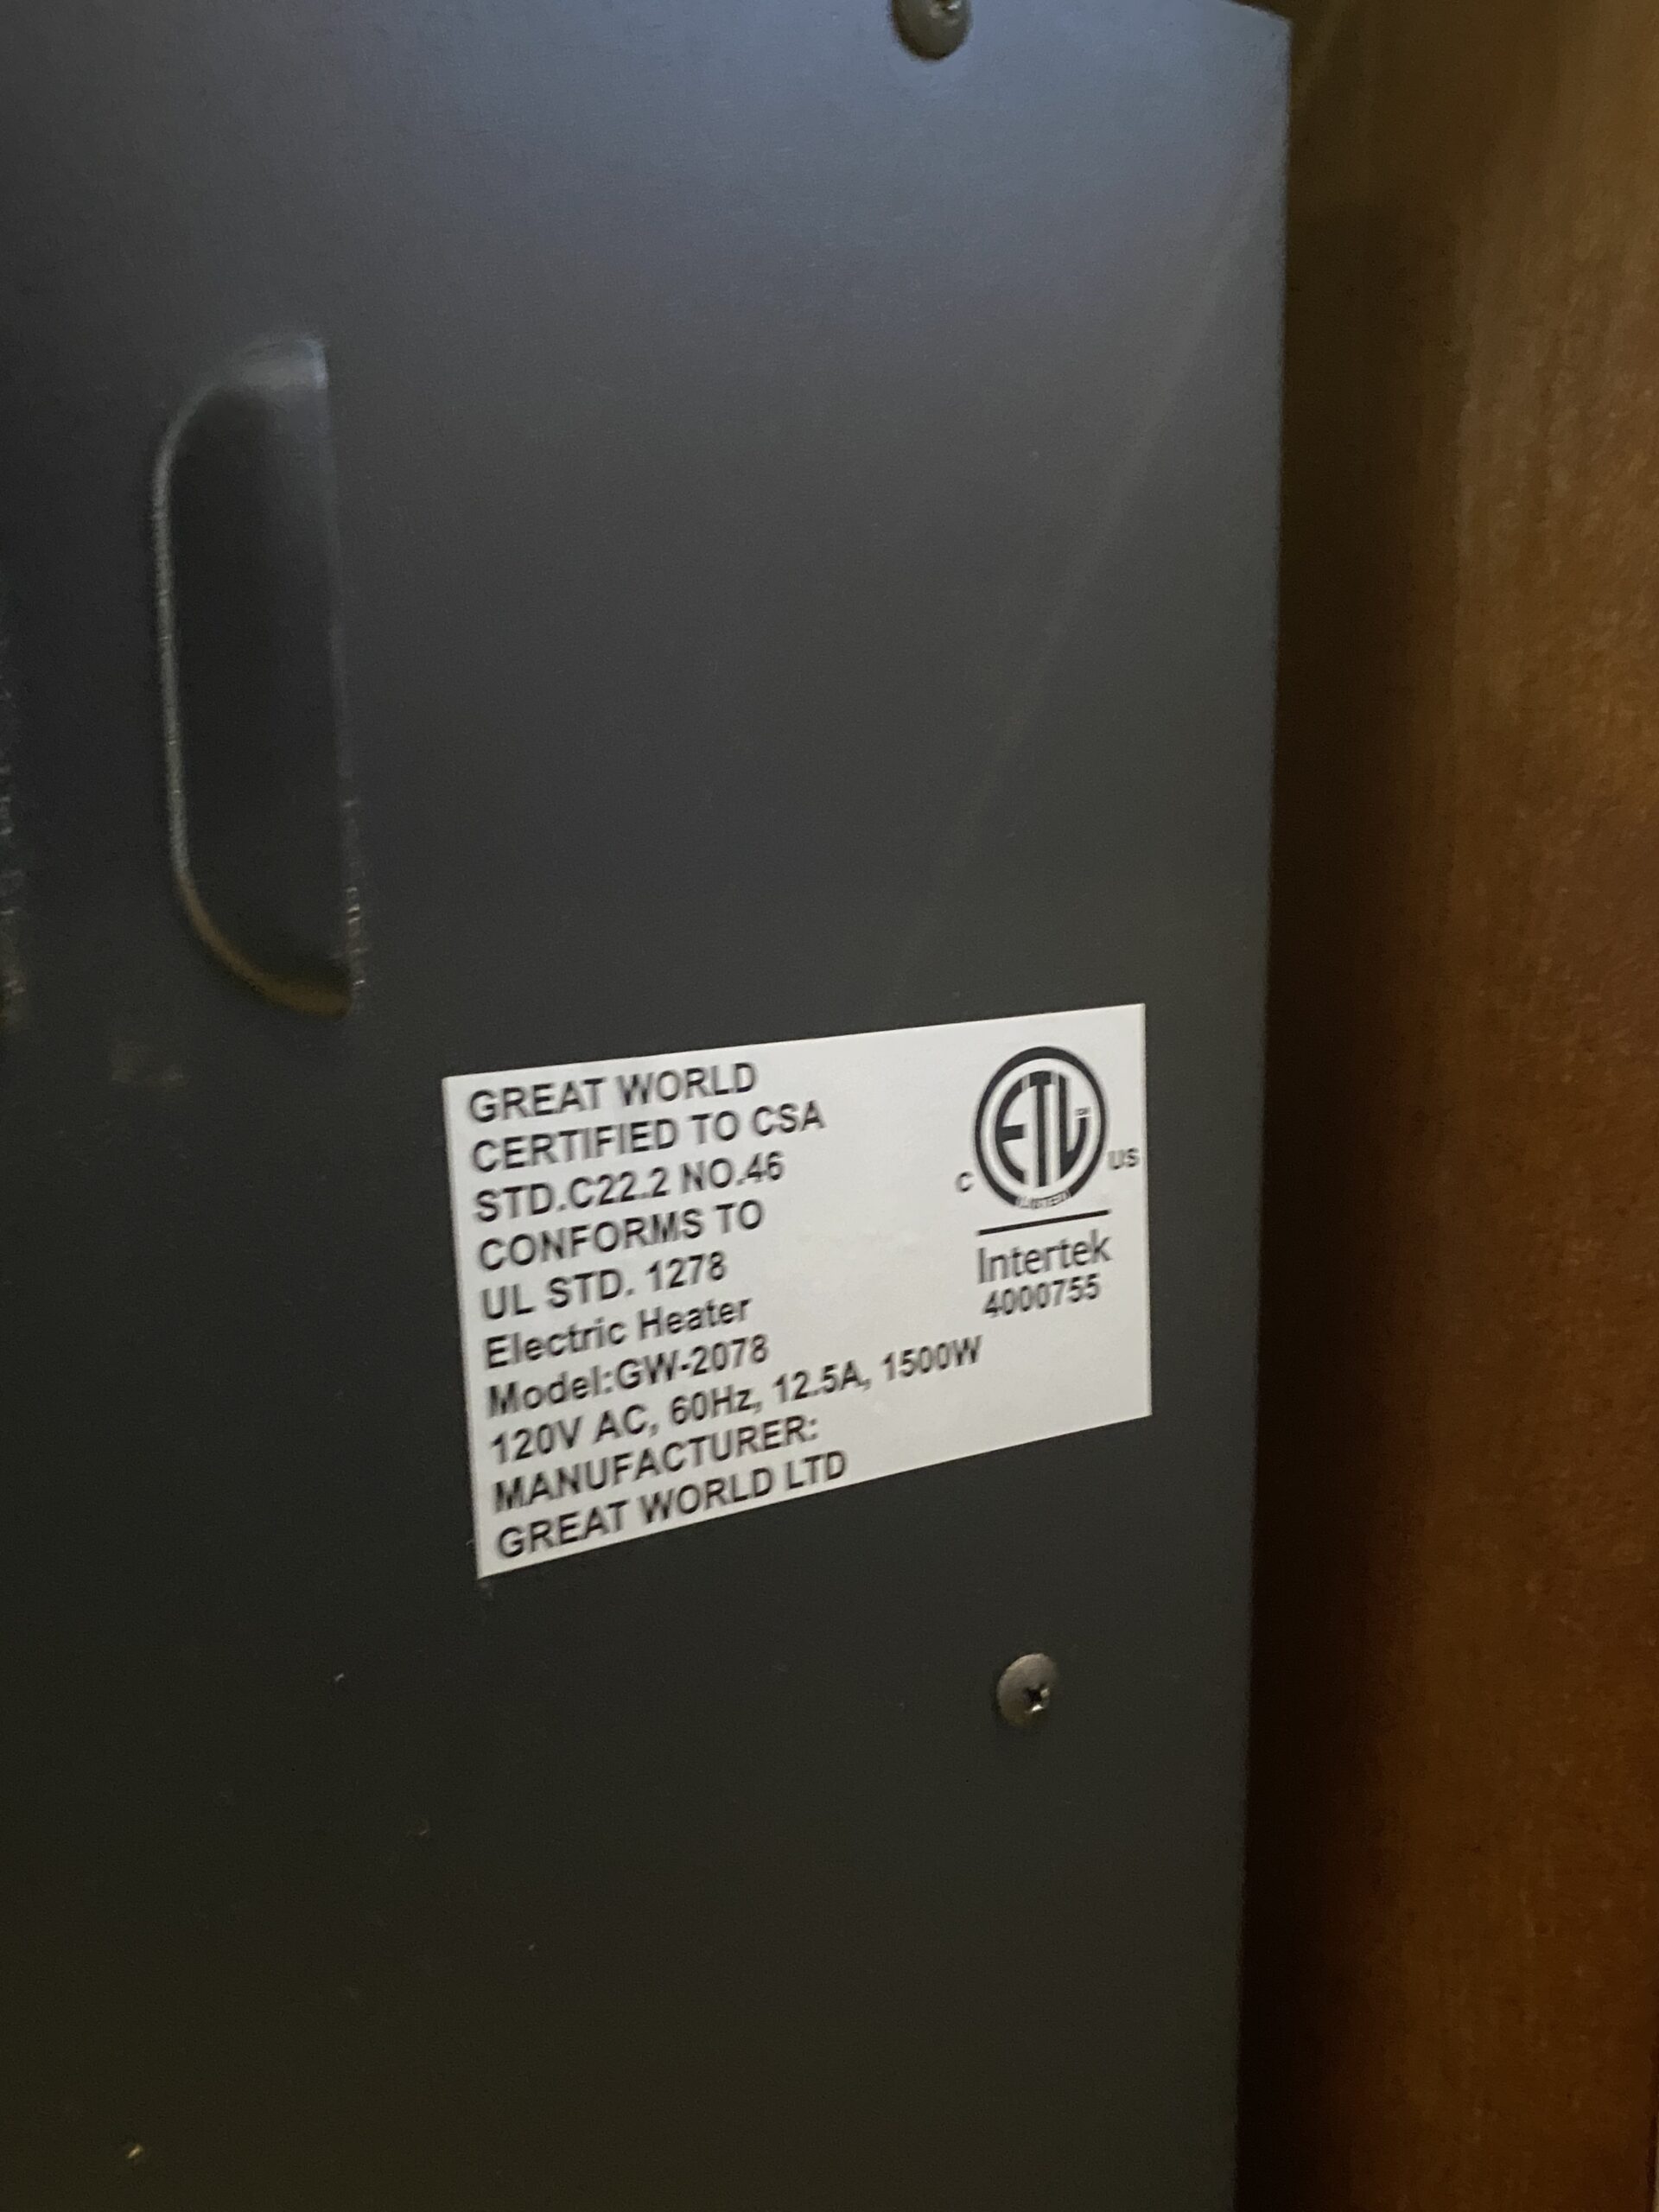 GREAT WORLD
CERTIFIED TO CSA
STD.C22.2 NO.46
CONFORMS TO
UL STD. 1278
Electric Heater
Model:GW-2078
120V AC, 60Hz, 12.5A, 1500W
MANUFACTURER:
GREAT WORLD LTD
ETL
LISTED
C US
Intertek
4000755